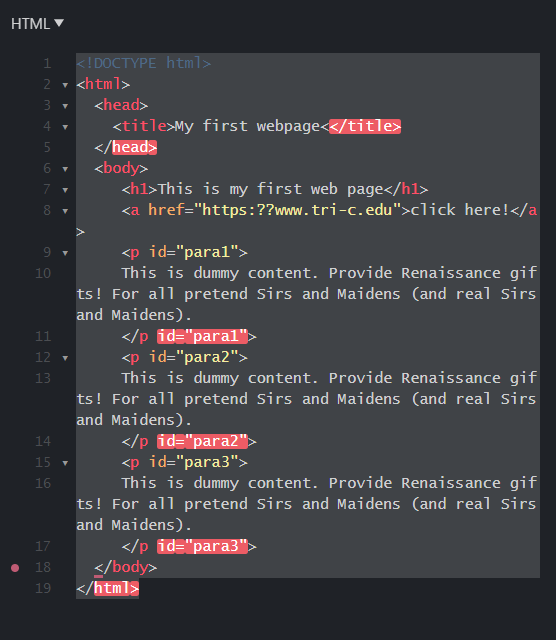 HTML
1 <!DOCTYPE html>
2 <html>
3 <head>
4 <title>My first webpage<</title>
5 </head>
6 <body>
7 <h1>This is my first web page</h1>
8 <a href="https:??www.tri-c.edu">click here!</a
>
9 <p id="para1">
10 This is dummy content. Provide Renaissance gif
ts! For all pretend Sirs and Maidens (and real Sirs
and Maidens).
11 </p id="para1">
12 <p id="para2">
13 This is dummy content. Provide Renaissance gif
ts! For all pretend Sirs and Maidens (and real Sirs
and Maidens).
14 </p id="para2">
15 <p id="para3">
16 This is dummy content. Provide Renaissance gif
ts! For all pretend Sirs and Maidens (and real Sirs
and Maidens).
17 </p id="para3">
18 </body>
19 </html>